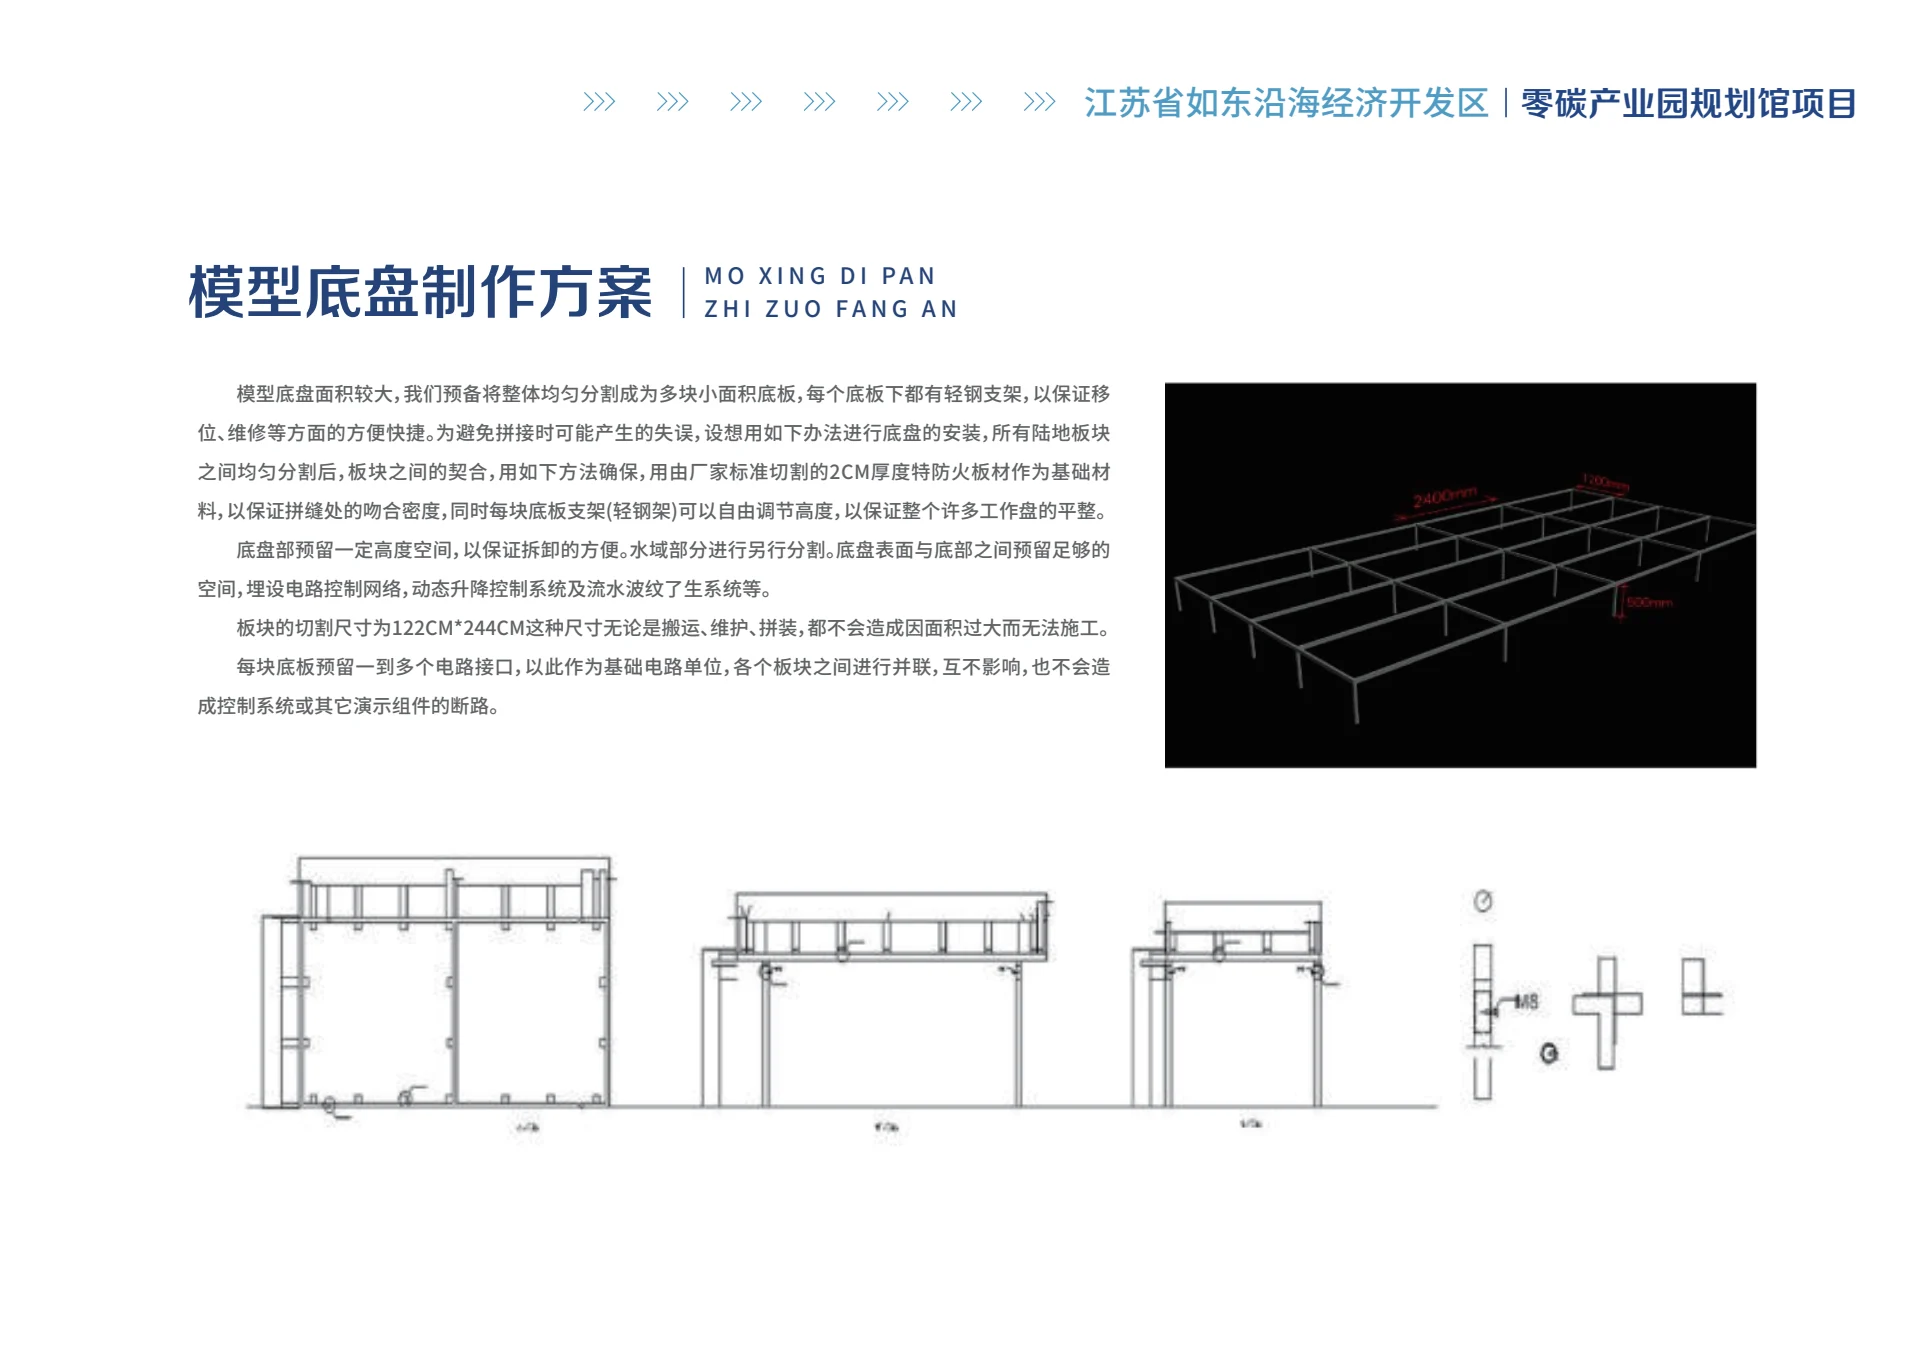 江苏省如东沿海经济开发区|零碳产业园规划馆项目
模型底盘制作方案
MO XING DI PAN
ZHI ZUO FANG AN
模型底盘面积较大，我们预备将整体均匀分割成为多块小面积底板，每个底板下都有轻钢支架，以保证移
位、维修等方面的方便快捷。为避免拼接时可能产生的失误，设想用如下办法进行底盘的安装，所有陆地板块
之间均匀分割后，板块之间的契合，用如下方法确保，用由厂家标准切割的2CM厚度特防火板材作为基础材
料，以保证拼缝处的吻合密度，同时每块底板支架(轻钢架)可以自由调节高度，以保证整个许多工作盘的平整。
底盘部预留一定高度空间，以保证拆卸的方便。水域部分进行另行分割。底盘表面与底部之间预留足够的
空间，埋设电路控制网络，动态升降控制系统及流水波纹了生系统等。
板块的切割尺寸为122CM*244CM这种尺寸无论是搬运、维护、拼装，都不会造成因面积过大而无法施工。
每块底板预留一到多个电路接口，以此作为基础电路单位，各个板块之间进行并联，互不影响，也不会造
成控制系统或其它演示组件的断路。
2400mm
1200mm
500mm
M8